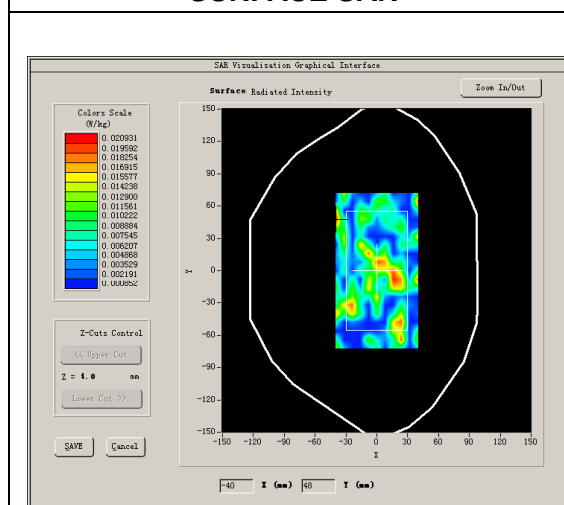 SURFACE SAR
SAR Visualisation Graphical Interface
Surface Radiated Intensity
Zoom In/Out
Colors Scale
(W/kg)
0.020931
0.019592
0.018254
0.016915
0.015577
0.014238
0.012900
0.011561
0.010222
0.008884
0.007545
0.006207
0.004868
0.003529
0.002191
0.000852
Z-Cuts Control
<< Upper Cut
Z = 4.0 mm
Lower Cut >>
SAVE
Cancel
150
120
90
60
30
0
-30
-60
-90
-120
-150
Y
-150 -120 -90 -60 -30 0 30 60 90 120 150
X
-40 X (mm) 48 Y (mm)